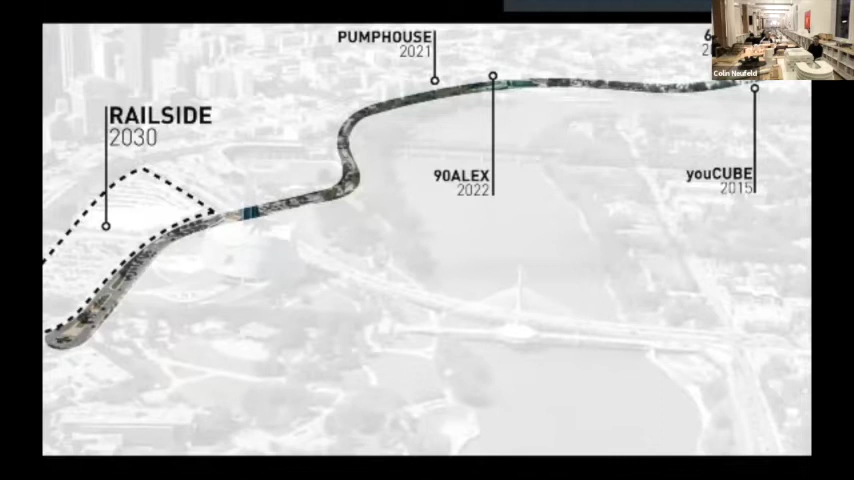 PUMPHOUSE
2021
RAILSIDE
2030
90ALEX
2022
youCUBE
2015
Colin Neufeld